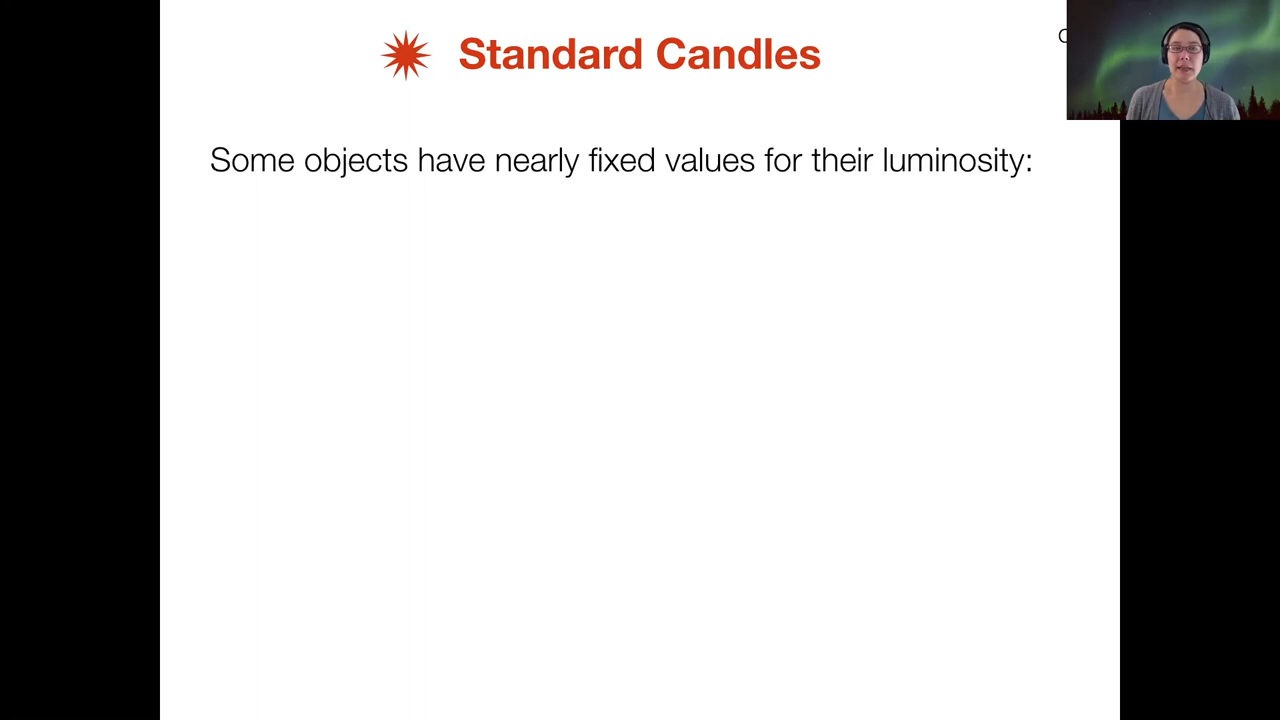 Standard Candles
Some objects have nearly fixed values for their luminosity: